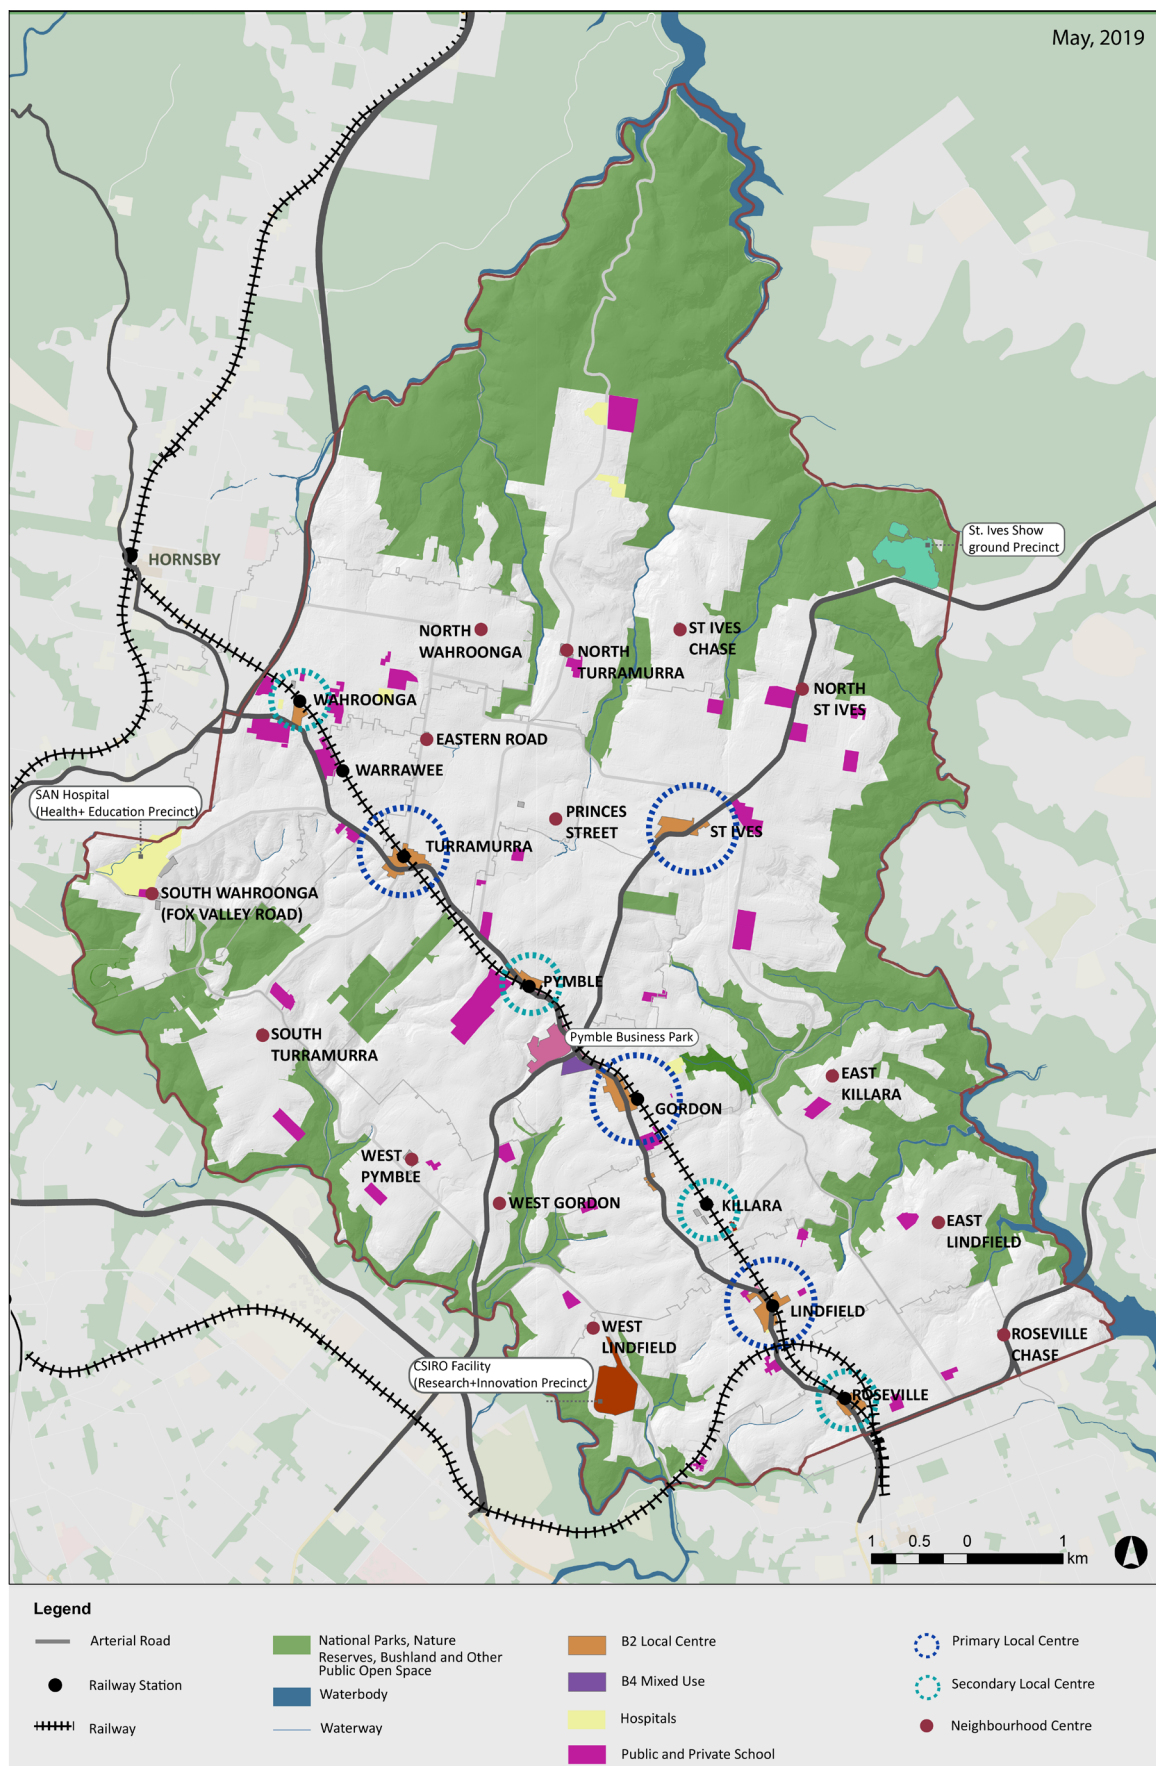 May, 2019
St. Ives Show
ground Precinct
HORNSBY
NORTH
WAHROONGA
ST IVES
CHASE
NORTH
TURRAMURRA
NORTH
ST IVES
WAHROONGA
EASTERN ROAD
WARRAWEE
SAN Hospital
(Health+ Education Precinct)
PRINCES
STREET
ST IVES
TURRAMURRA
SOUTH WAHROONGA
(FOX VALLEY ROAD)
PYMBLE
SOUTH
TURRAMURRA
Pymble Business Park
EAST
KILLARA
GORDON
WEST
PYMBLE
WEST GORDON
KILLARA
EAST
LINDFIELD
LINDFIELD
WEST
LINDFIELD
ROSEVILLE
CHASE
CSIRO Facility
(Research+Innovation Precinct
ROSEVILLE
1 0.5 0 1
km
Legend
Arterial Road
Railway Station
Railway
National Parks, Nature
Reserves, Bushland and Other
Public Open Space
Waterbody
Waterway
B2 Local Centre
B4 Mixed Use
Hospitals
Public and Private School
Primary Local Centre
Secondary Local Centre
Neighbourhood Centre